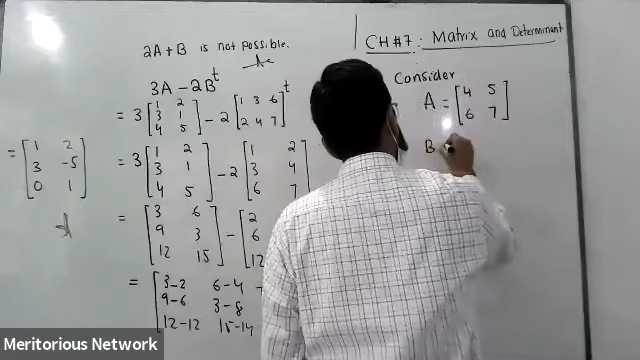 CH#7: Matrix and Determinant
2A+B is not possible.
3A - 2B^t
= 3 [1 2; 3 1; 4 5] - 2 [1 3 6; 2 4 7]^t
= 3 [1 2; 3 1; 4 5] - 2 [1 2; 3 4; 6 7]
= [3 6; 9 3; 12 15] - [2; 6; 12
= [3-2 6-4; 9-6 3-8; 12-12 15-14
= [1 2; 3 -5; 0 1]
Consider
A = [4 5; 6 7]
B
Meritorious Network